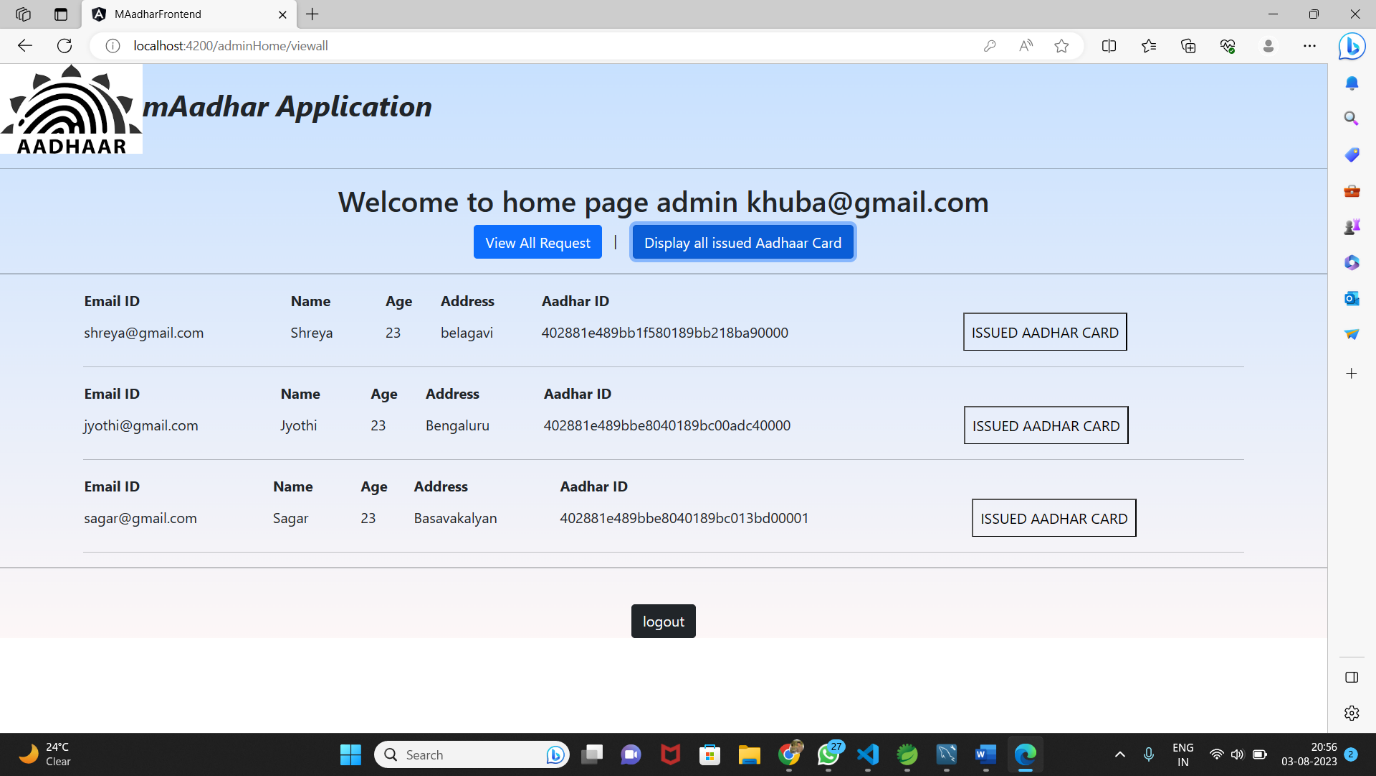 MAadharFrontend
localhost:4200/adminHome/viewall
AADHAAR
mAadhar Application
Welcome to home page admin khuba@gmail.com
View All Request | Display all issued Aadhaar Card
Email ID Name Age Address Aadhar ID
shreya@gmail.com Shreya 23 belagavi 402881e489bb1f580189bb218ba90000 ISSUED AADHAR CARD
Email ID Name Age Address Aadhar ID
jyothi@gmail.com Jyothi 23 Bengaluru 402881e489bbe8040189bc00adc40000 ISSUED AADHAR CARD
Email ID Name Age Address Aadhar ID
sagar@gmail.com Sagar 23 Basavakalyan 402881e489bbe8040189bc013bd00001 ISSUED AADHAR CARD
logout
24°C
Clear
Search
27
ENG
IN
20:56
03-08-2023
2